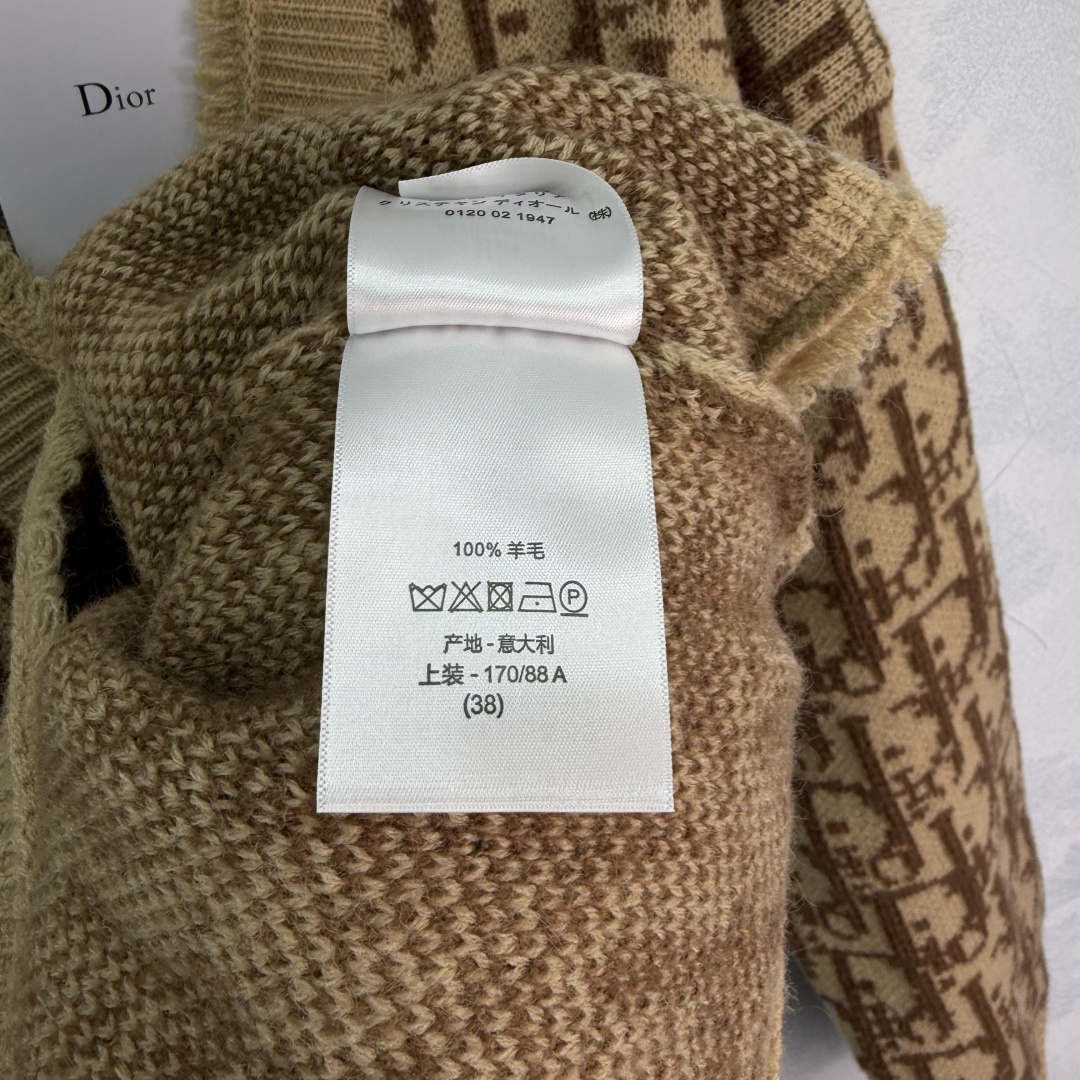 Dior
クリスチャン ディオール ㈱
0120 02 1947
100% 羊毛
P
产地 - 意大利
上装 - 170/88 A
(38)